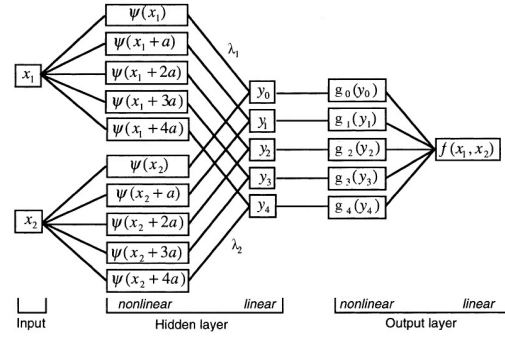 ψ(x₁)
ψ(x₁+a)
λ₁
x₁
ψ(x₁+2a)
y₀
g₀(y₀)
ψ(x₁+3a)
y₁
g₁(y₁)
ψ(x₁+4a)
y₂
g₂(y₂)
f(x₁,x₂)
ψ(x₂)
y₃
g₃(y₃)
ψ(x₂+a)
y₄
g₄(y₄)
x₂
ψ(x₂+2a)
ψ(x₂+3a)
λ₂
ψ(x₂+4a)
nonlinear linear nonlinear linear
Input Hidden layer Output layer